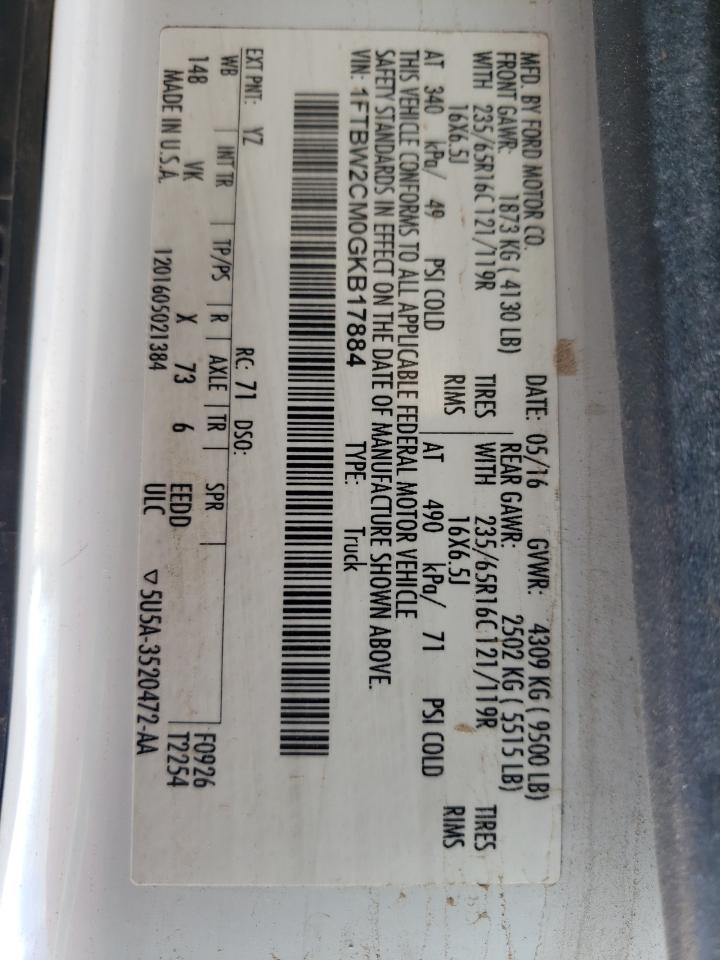 MFD. BY FORD MOTOR CO.
DATE: 05/16 GVWR: 4309 KG ( 9500 LB)
FRONT GAWR: 1873 KG ( 4130 LB) REAR GAWR: 2502 KG ( 5515 LB)
WITH 235/65R16C 121/119R TIRES WITH 235/65R16C 121/119R TIRES
16X6.5J RIMS 16X6.5J RIMS
AT 340 kPa/ 49 PSI COLD AT 490 kPa/ 71 PSI COLD
THIS VEHICLE CONFORMS TO ALL APPLICABLE FEDERAL MOTOR VEHICLE
SAFETY STANDARDS IN EFFECT ON THE DATE OF MANUFACTURE SHOWN ABOVE.
VIN: 1FTBW2CM0GKB17884 TYPE: Truck
EXT PNT: YZ RC: 71 DSO:
WB INT TR TP/PS R AXLE TR SPR F0926
148 VK X 73 6 EEDD T2254
MADE IN U.S.A. 1201605021384 ULC ▽ 5U5A-3520472-AA